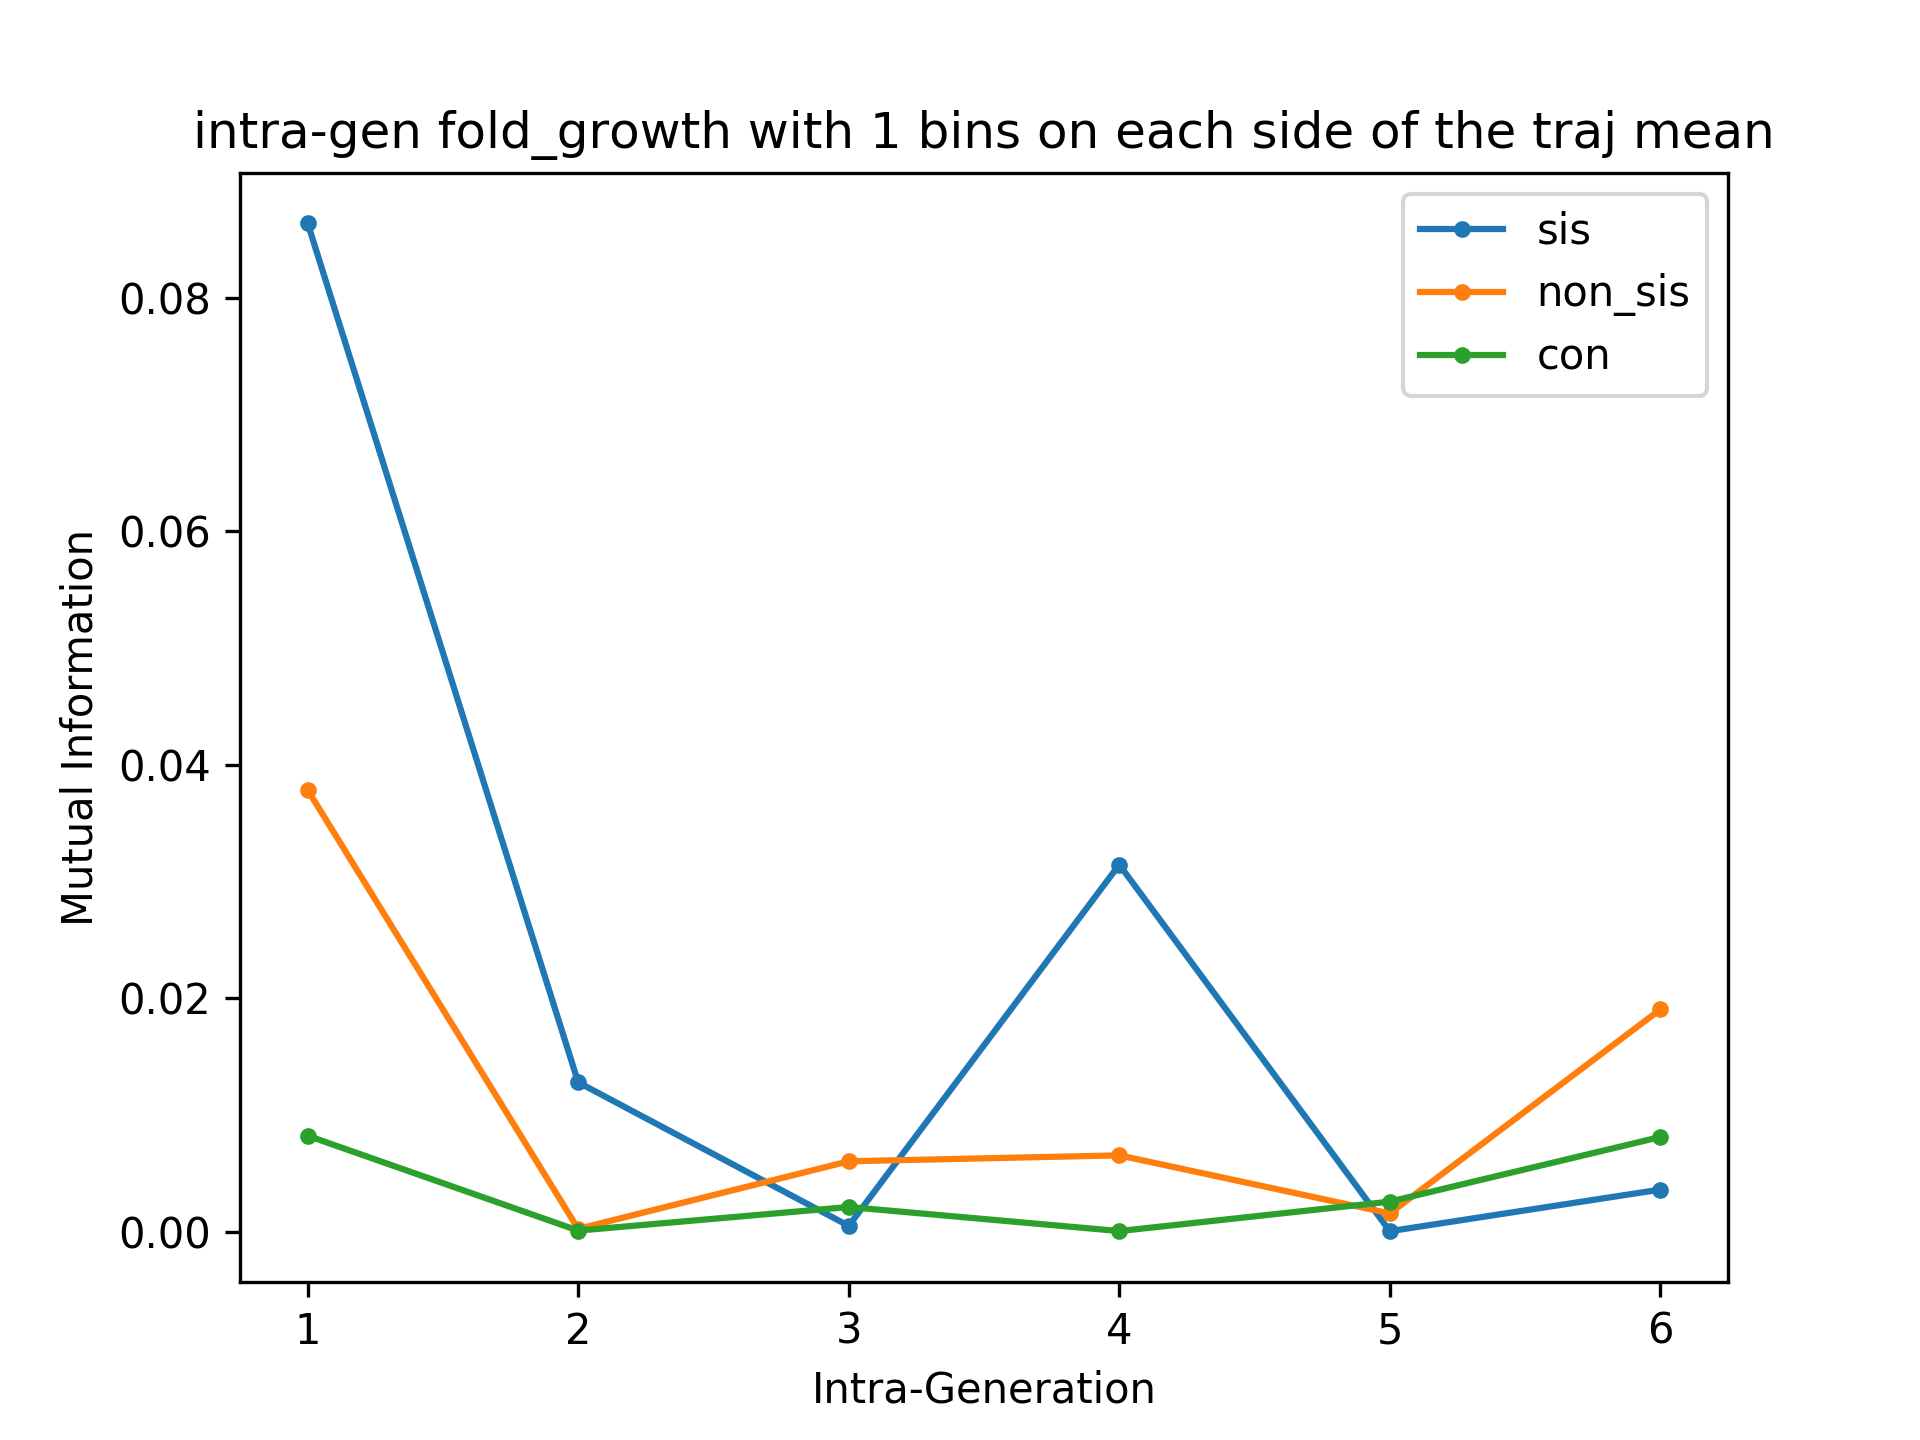 intra-gen fold_growth with 1 bins on each side of the traj mean
sis
non_sis
con
0.08
0.06
0.04
0.02
0.00
Mutual Information
1 2 3 4 5 6
Intra-Generation